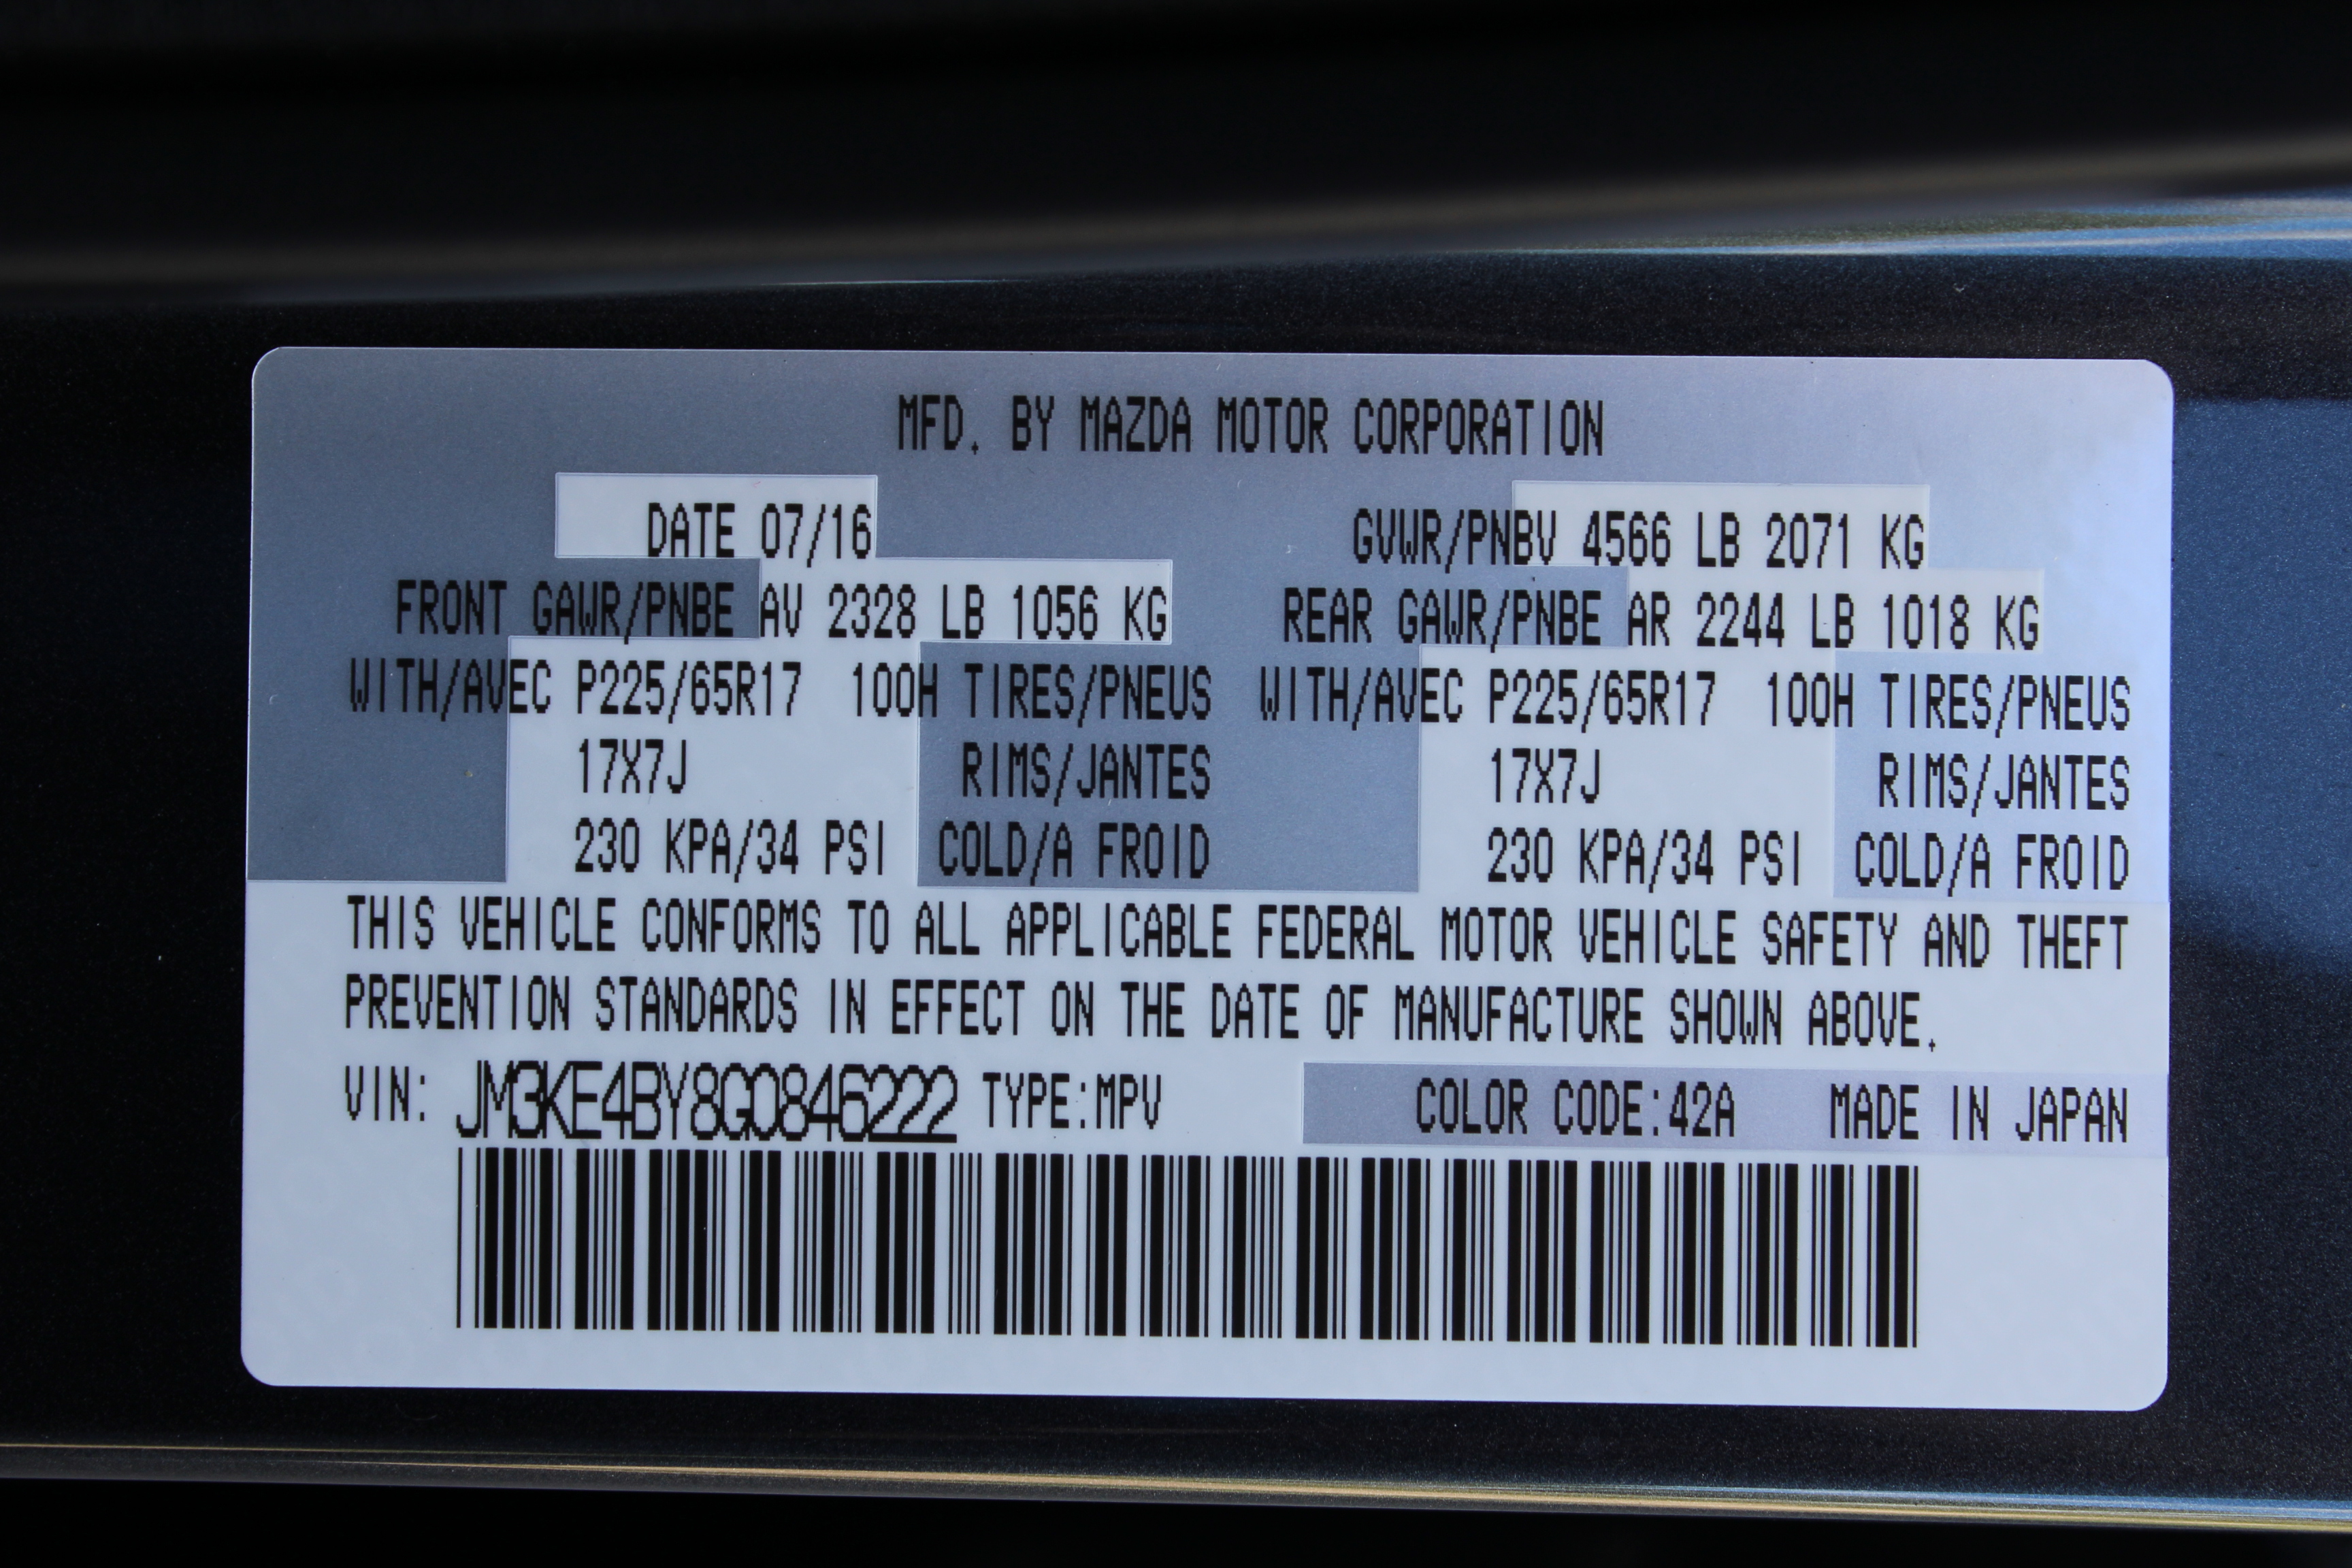 MFD. BY MAZDA MOTOR CORPORATION
DATE 07/16 GVWR/PNBV 4566 LB 2071 KG
FRONT GAWR/PNBE AV 2328 LB 1056 KG REAR GAWR/PNBE AR 2244 LB 1018 KG
WITH/AVEC P225/65R17 100H TIRES/PNEUS WITH/AVEC P225/65R17 100H TIRES/PNEUS
17X7J RIMS/JANTES 17X7J RIMS/JANTES
230 KPA/34 PSI COLD/A FROID 230 KPA/34 PSI COLD/A FROID
THIS VEHICLE CONFORMS TO ALL APPLICABLE FEDERAL MOTOR VEHICLE SAFETY AND THEFT
PREVENTION STANDARDS IN EFFECT ON THE DATE OF MANUFACTURE SHOWN ABOVE.
VIN: JM3KE4BY8G0846222 TYPE:MPV COLOR CODE:42A MADE IN JAPAN